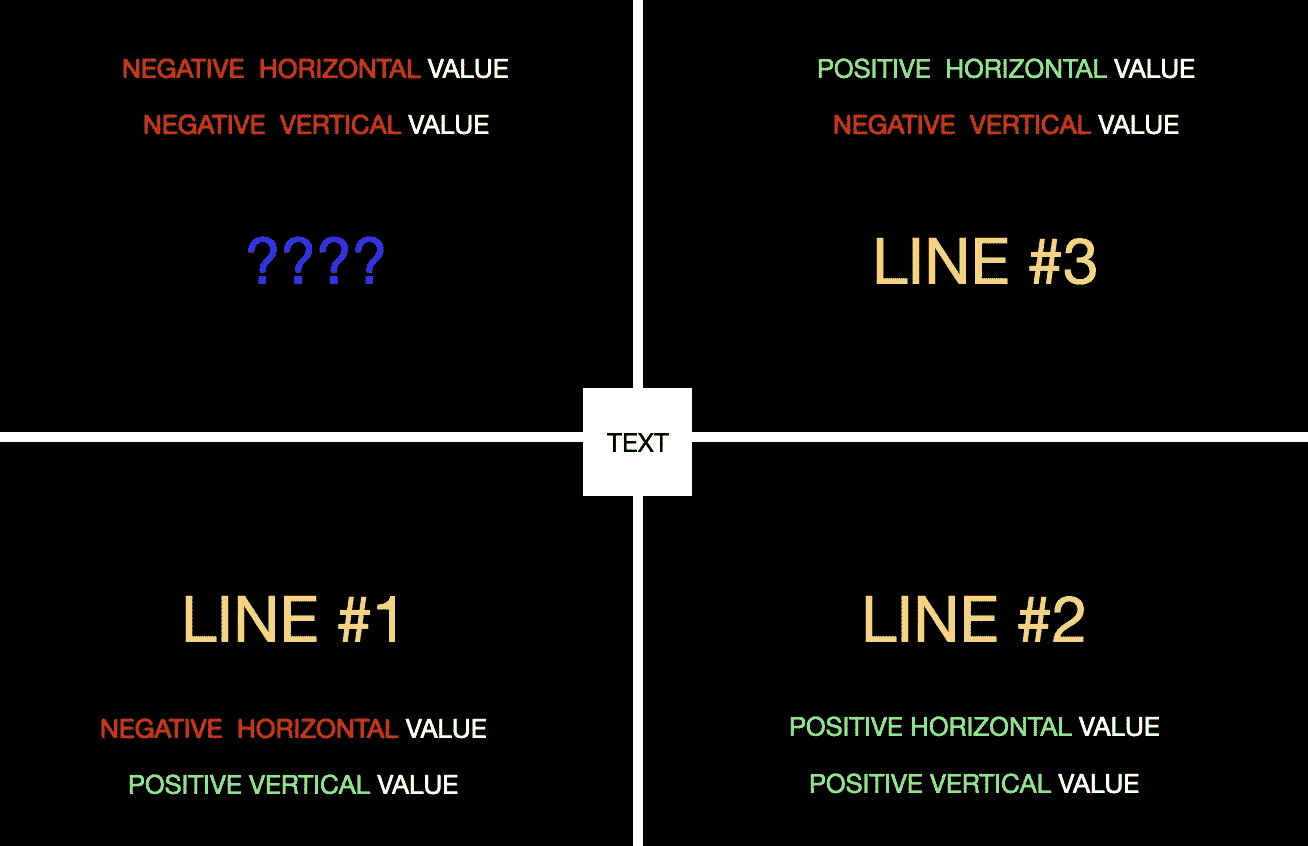 NEGATIVE HORIZONTAL VALUE
NEGATIVE VERTICAL VALUE
????
POSITIVE HORIZONTAL VALUE
NEGATIVE VERTICAL VALUE
LINE #3
TEXT
LINE #1
NEGATIVE HORIZONTAL VALUE
POSITIVE VERTICAL VALUE
LINE #2
POSITIVE HORIZONTAL VALUE
POSITIVE VERTICAL VALUE